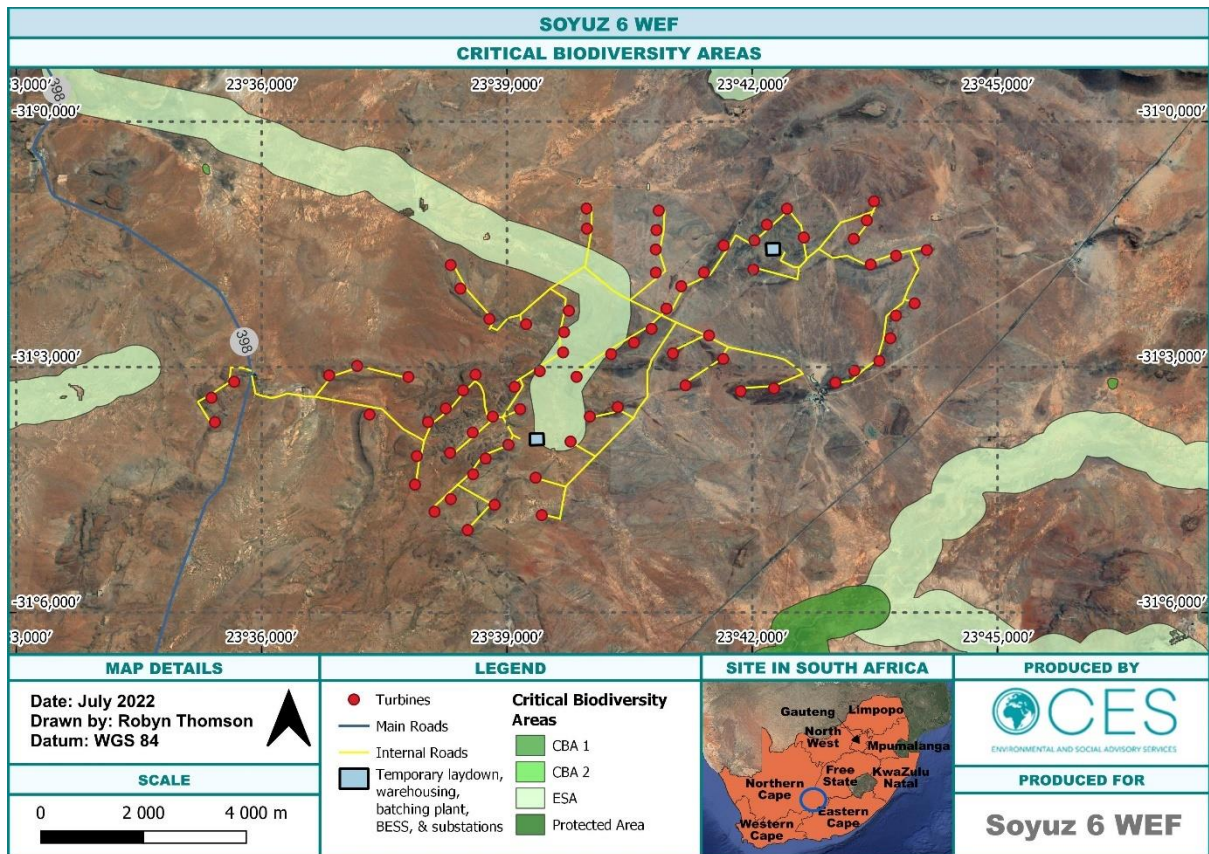 SOYUZ 6 WEF
CRITICAL BIODIVERSITY AREAS
3,000′ 23°36,000′ 23°39,000′ 23°42,000′ 23°45,000′
398
-31°0,000′ -31°0,000′
398
-31°3,000′ -31°3,000′
-31°6,000′ -31°6,000′
3,000′ 23°36,000′ 23°39,000′ 23°42,000′ 23°45,000′
MAP DETAILS
Date: July 2022
Drawn by: Robyn Thomson
Datum: WGS 84
SCALE
0 2 000 4 000 m
LEGEND
Turbines
Main Roads
Internal Roads
Temporary laydown,
warehousing,
batching plant,
BESS, & substations
Critical Biodiversity
Areas
CBA 1
CBA 2
ESA
Protected Area
SITE IN SOUTH AFRICA
Limpopo
Gauteng
North
West
Mpumalanga
Free
State
KwaZulu
Natal
Northern
Cape
Eastern
Cape
Western
Cape
PRODUCED BY
CES
ENVIRONMENTAL AND SOCIAL ADVISORY SERVICES
PRODUCED FOR
Soyuz 6 WEF